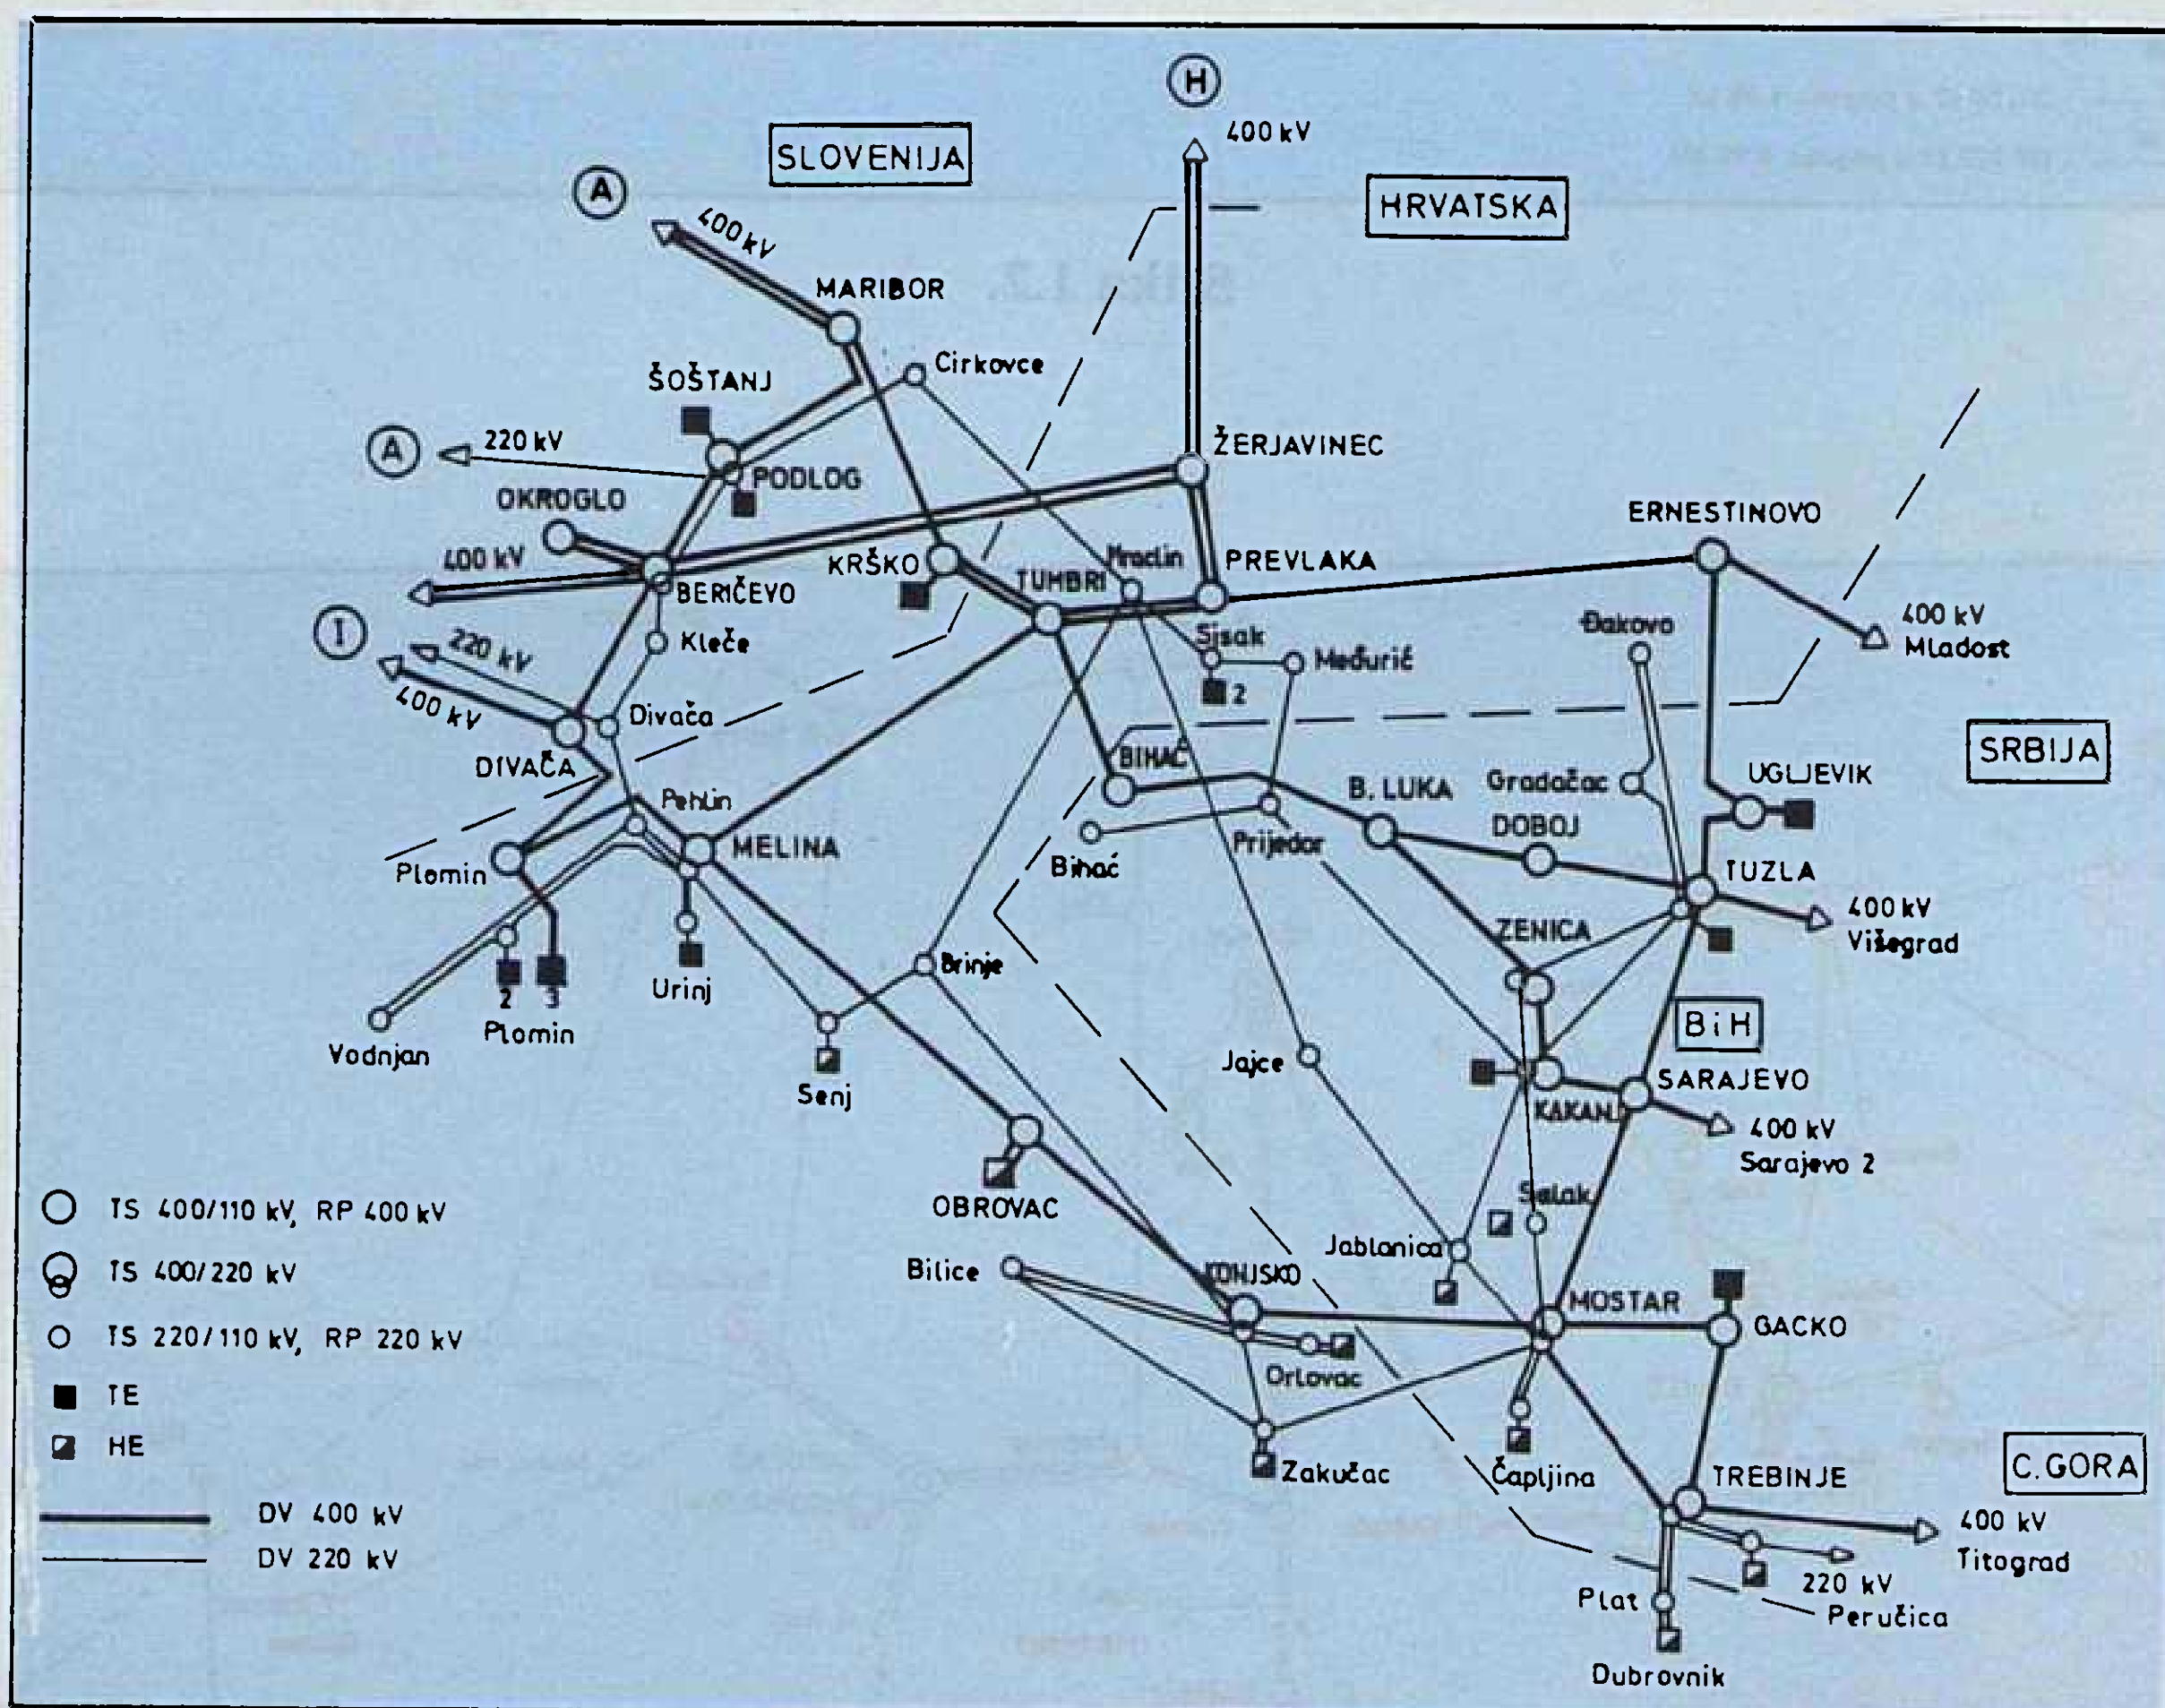 H
400 kV
SLOVENIJA
A
HRVATSKA
400 kV
MARIBOR
Cirkovce
ŠOŠTANJ
A
220 kV
ŽERJAVINEC
PODLOG
OKROGLO
ERNESTINOVO
400 kV
KRŠKO
Mraclin
PREVLAKA
TUMBRI
BERIČEVO
I
220 kV
Kleče
Sisak
Međurić
Đakovo
400 kV
Mladost
2
400 kV
Divača
DIVAČA
BIHAĆ
SRBIJA
UGLJEVIK
Gradačac
B. LUKA
DOBOJ
Pehlin
MELINA
Plomin
Bihać
Prijedor
TUZLA
400 kV
Višegrad
ZENICA
Brinje
2
3
Urinj
Plomin
Vodnjan
BiH
Jajce
Senj
SARAJEVO
KAKANJ
400 kV
Sarajevo 2
OBROVAC
Salak
TS 400/110 kV, RP 400 kV
TS 400/220 kV
TS 220/110 kV, RP 220 kV
TE
HE
DV 400 kV
DV 220 kV
Bilice
KONJSKO
Jablanica
MOSTAR
GACKO
Orlovac
Zakučac
Čapljina
TREBINJE
C.GORA
400 kV
Titograd
220 kV
Peručica
Plat
Dubrovnik